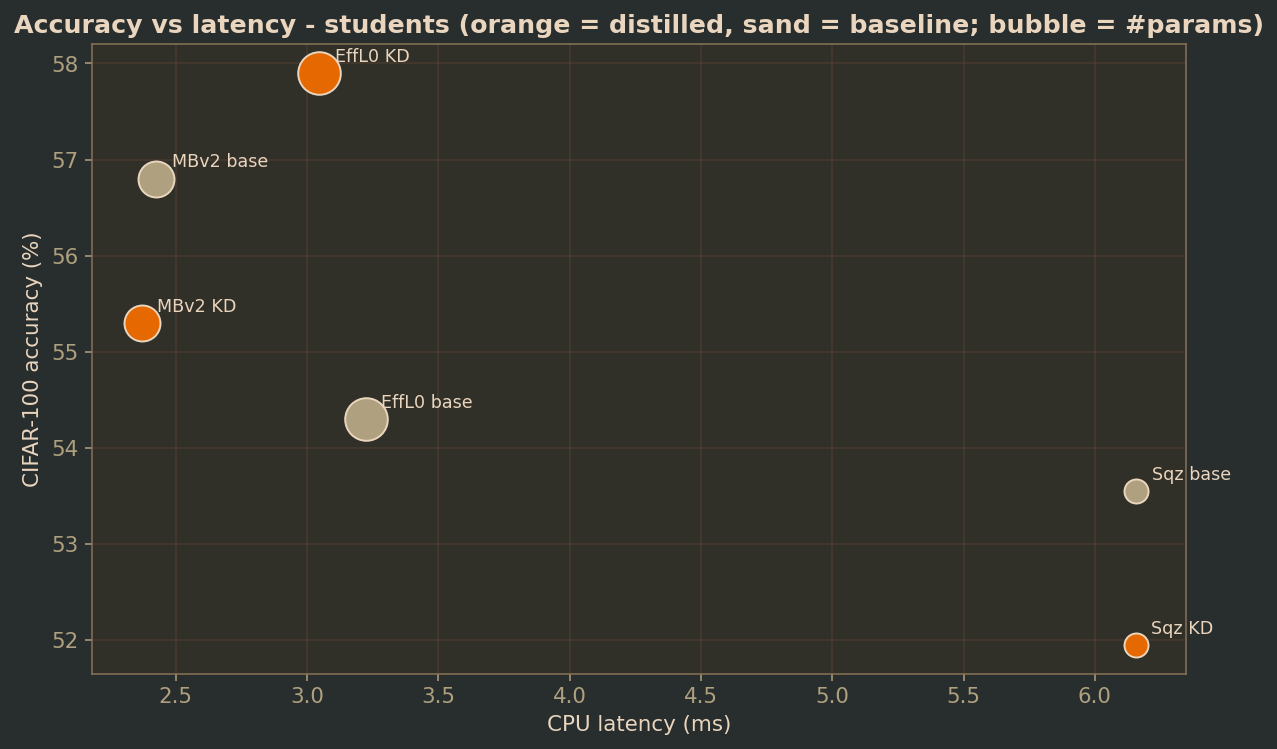 Accuracy vs latency - students (orange = distilled, sand = baseline; bubble = #params)
58
57
56
55
54
53
52
CIFAR-100 accuracy (%)
EffL0 KD
MBv2 base
MBv2 KD
EffL0 base
Sqz base
Sqz KD
2.5 3.0 3.5 4.0 4.5 5.0 5.5 6.0
CPU latency (ms)